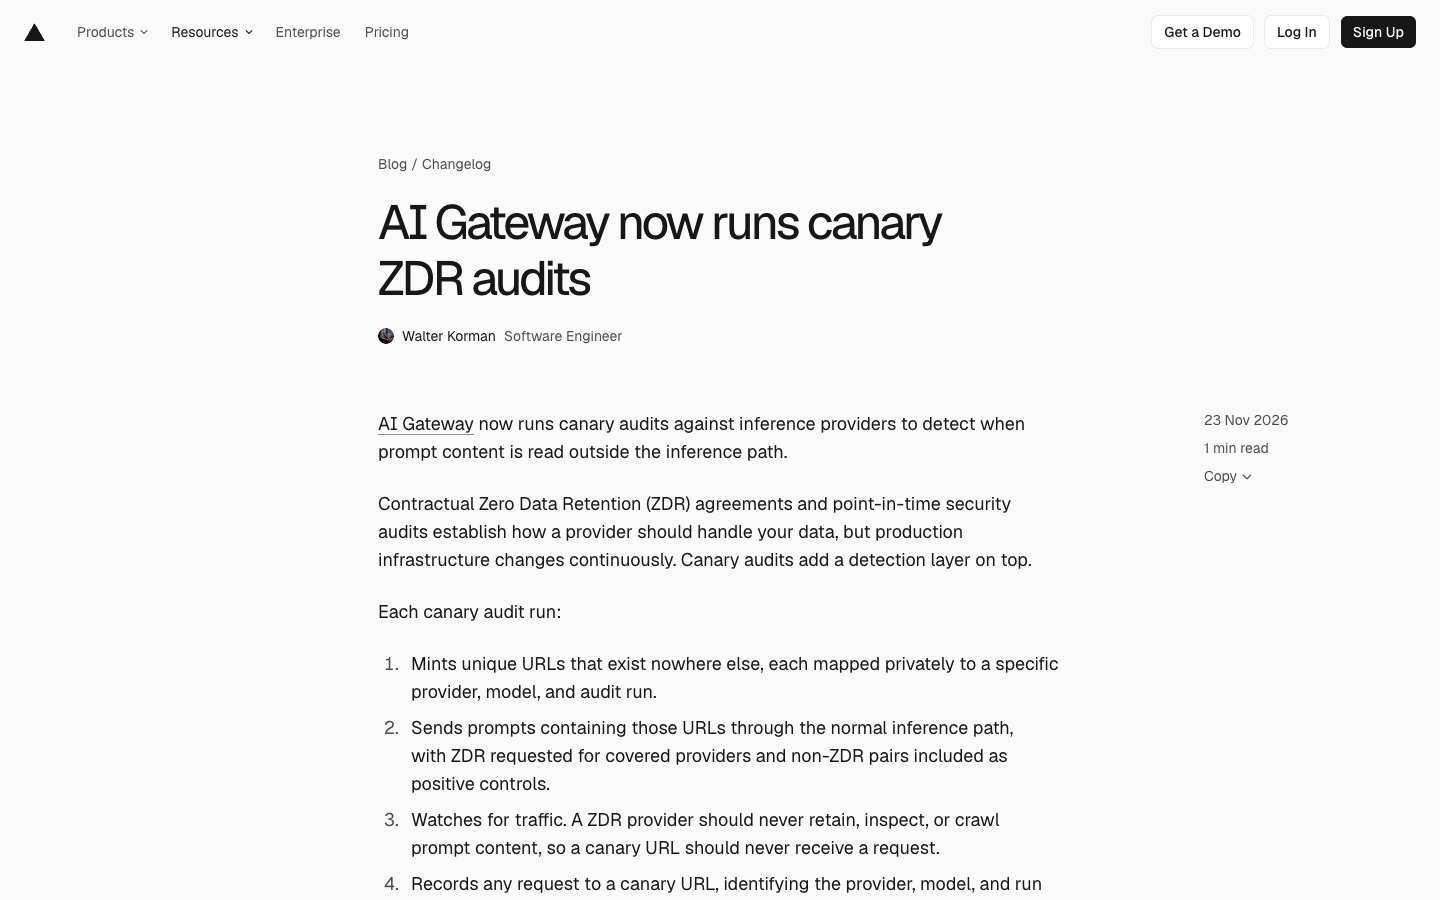 Products
Resources
Enterprise
Pricing
Get a Demo
Log In
Sign Up
Blog / Changelog
AI Gateway now runs canary
ZDR audits
Walter Korman Software Engineer
AI Gateway now runs canary audits against inference providers to detect when
prompt content is read outside the inference path.
23 Nov 2026
1 min read
Copy
Contractual Zero Data Retention (ZDR) agreements and point-in-time security
audits establish how a provider should handle your data, but production
infrastructure changes continuously. Canary audits add a detection layer on top.
Each canary audit run:
1. Mints unique URLs that exist nowhere else, each mapped privately to a specific
provider, model, and audit run.
2. Sends prompts containing those URLs through the normal inference path,
with ZDR requested for covered providers and non-ZDR pairs included as
positive controls.
3. Watches for traffic. A ZDR provider should never retain, inspect, or crawl
prompt content, so a canary URL should never receive a request.
4. Records any request to a canary URL, identifying the provider, model, and run